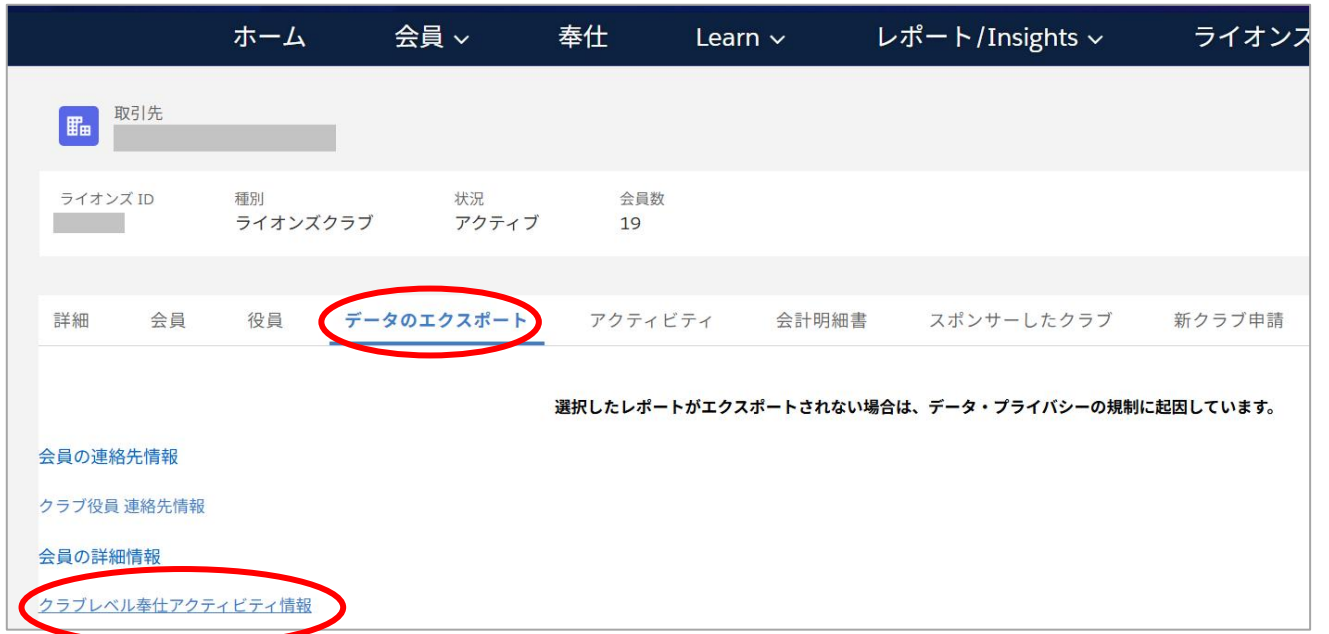 ホーム 会員 奉仕 Learn レポート/Insights ライオンズ
取引先
ライオンズ ID 種別 状況 会員数
ライオンズクラブ アクティブ 19
詳細 会員 役員 データのエクスポート アクティビティ 会計明細書 スポンサーしたクラブ 新クラブ申請
選択したレポートがエクスポートされない場合は、データ・プライバシーの規制に起因しています。
会員の連絡先情報
クラブ役員 連絡先情報
会員の詳細情報
クラブレベル奉仕アクティビティ情報